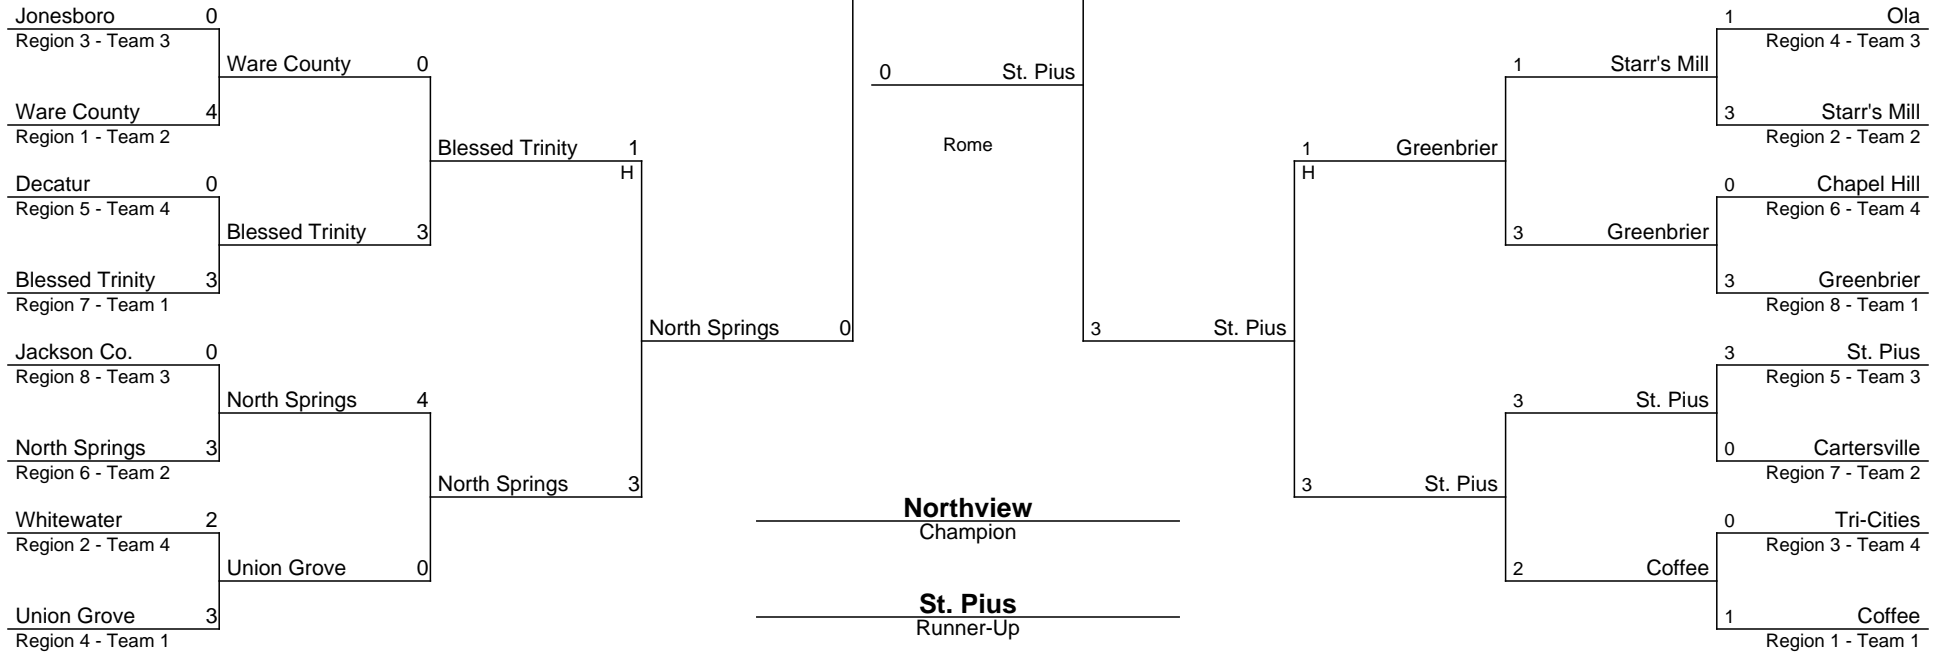 Jonesboro 0
Region 3 - Team 3
Ware County 0
Ware County 4
Region 1 - Team 2
Blessed Trinity 1
H
Decatur 0
Region 5 - Team 4
Blessed Trinity 3
Blessed Trinity 3
Region 7 - Team 1
North Springs 0
Jackson Co. 0
Region 8 - Team 3
North Springs 4
North Springs 3
Region 6 - Team 2
North Springs 3
Whitewater 2
Region 2 - Team 4
Union Grove 0
Union Grove 3
Region 4 - Team 1
0 St. Pius
Rome
Northview
Champion
St. Pius
Runner-Up
1 Ola
Region 4 - Team 3
1 Starr's Mill
3 Starr's Mill
Region 2 - Team 2
1 Greenbrier
H
0 Chapel Hill
Region 6 - Team 4
3 Greenbrier
3 Greenbrier
Region 8 - Team 1
3 St. Pius
3 St. Pius
Region 5 - Team 3
3 St. Pius
0 Cartersville
Region 7 - Team 2
3 St. Pius
0 Tri-Cities
Region 3 - Team 4
2 Coffee
1 Coffee
Region 1 - Team 1